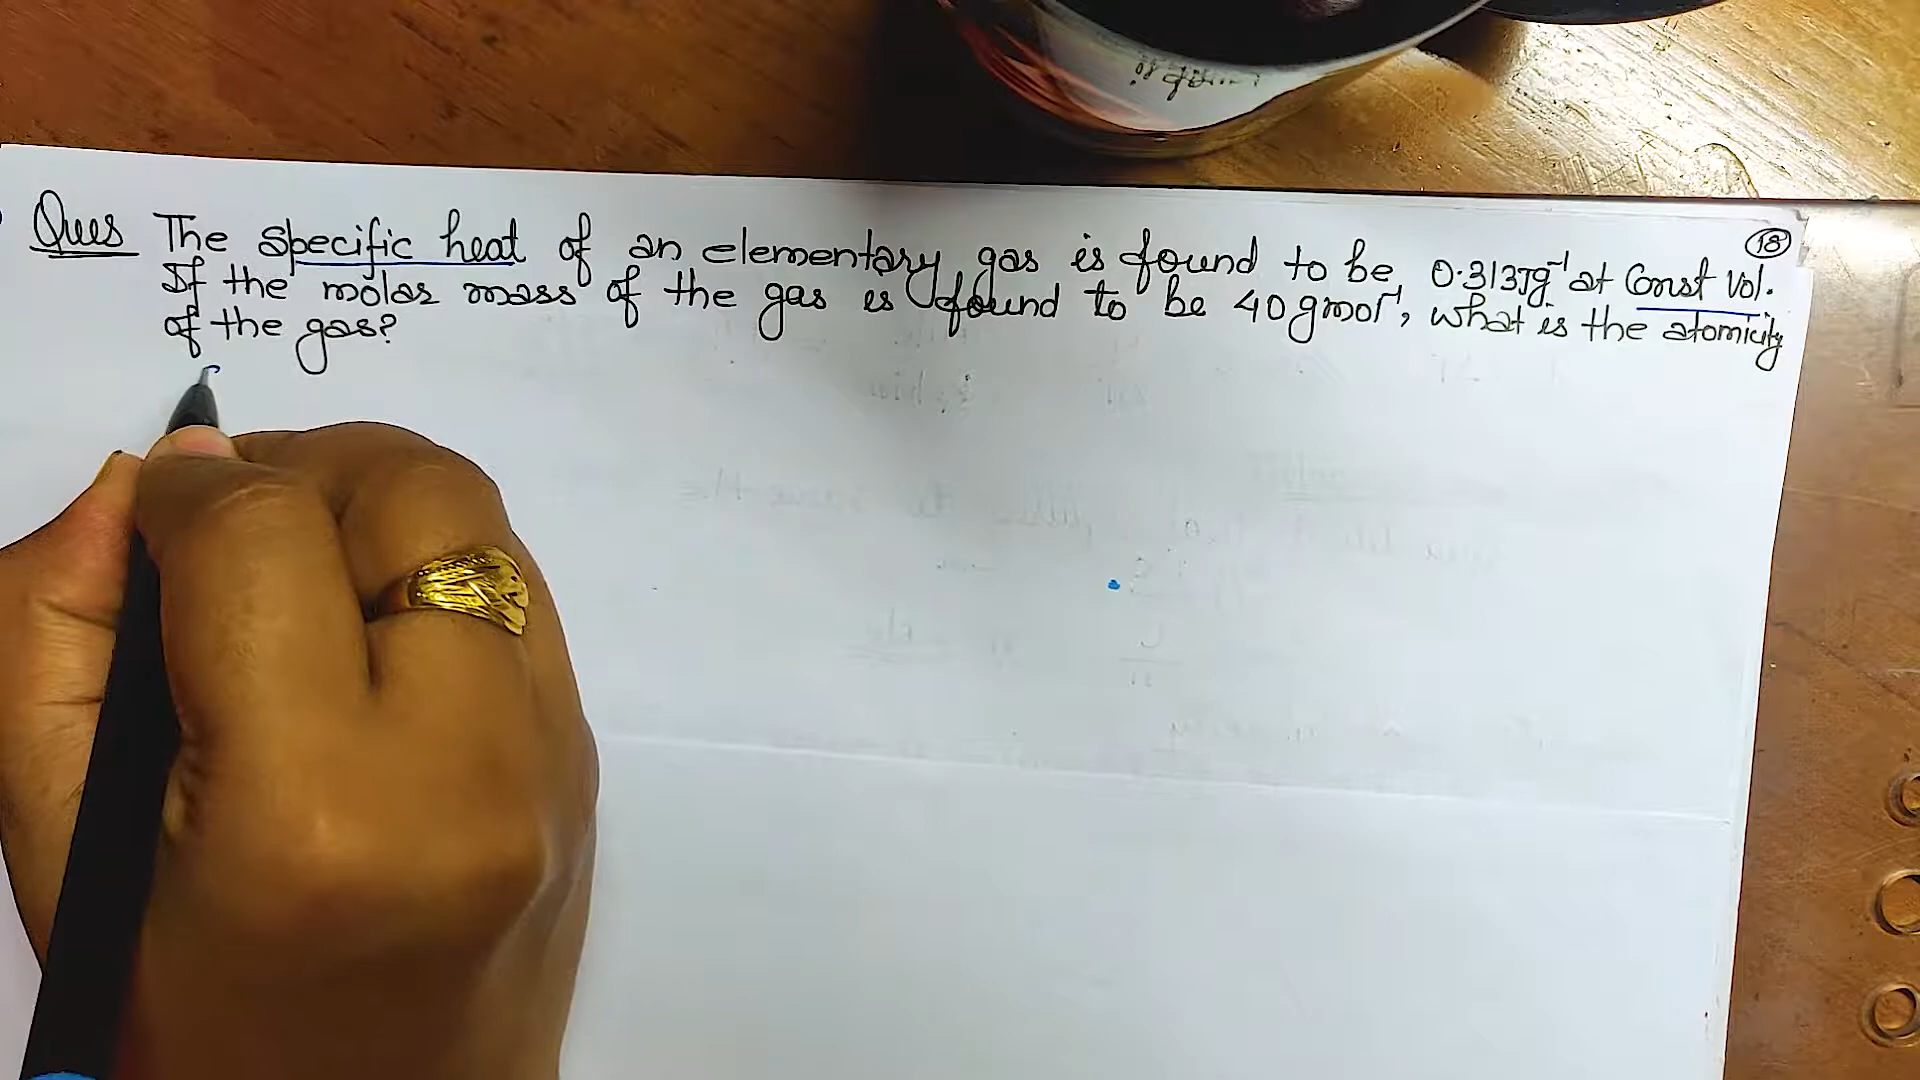 18
Ques The specific heat of an elementary gas is found to be 0.313Jg⁻¹ at Const Vol.
If the molar mass of the gas is found to be 40gmol⁻¹, what is the atomicity
of the gas?